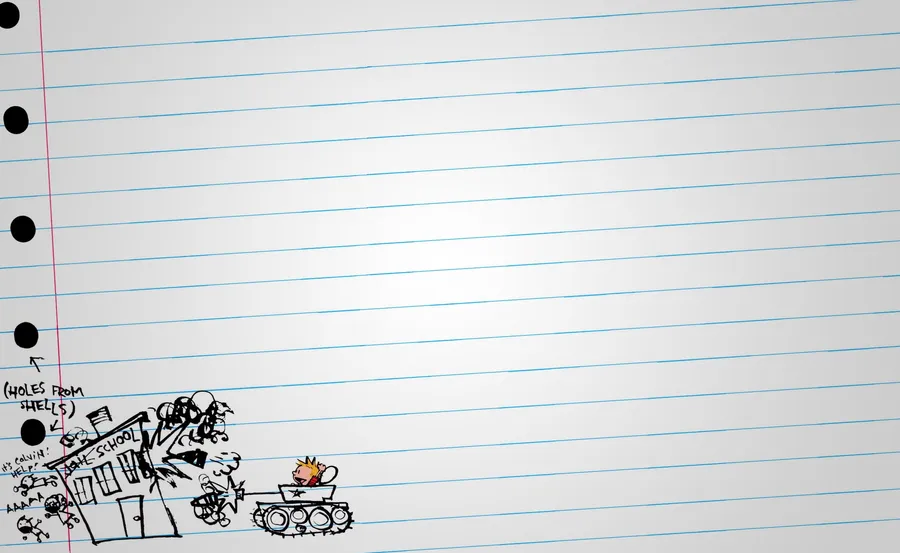 (HOLES FROM
SHELLS)
SCHOOL
IT'S CALVIN!
HELP!
AAAAA